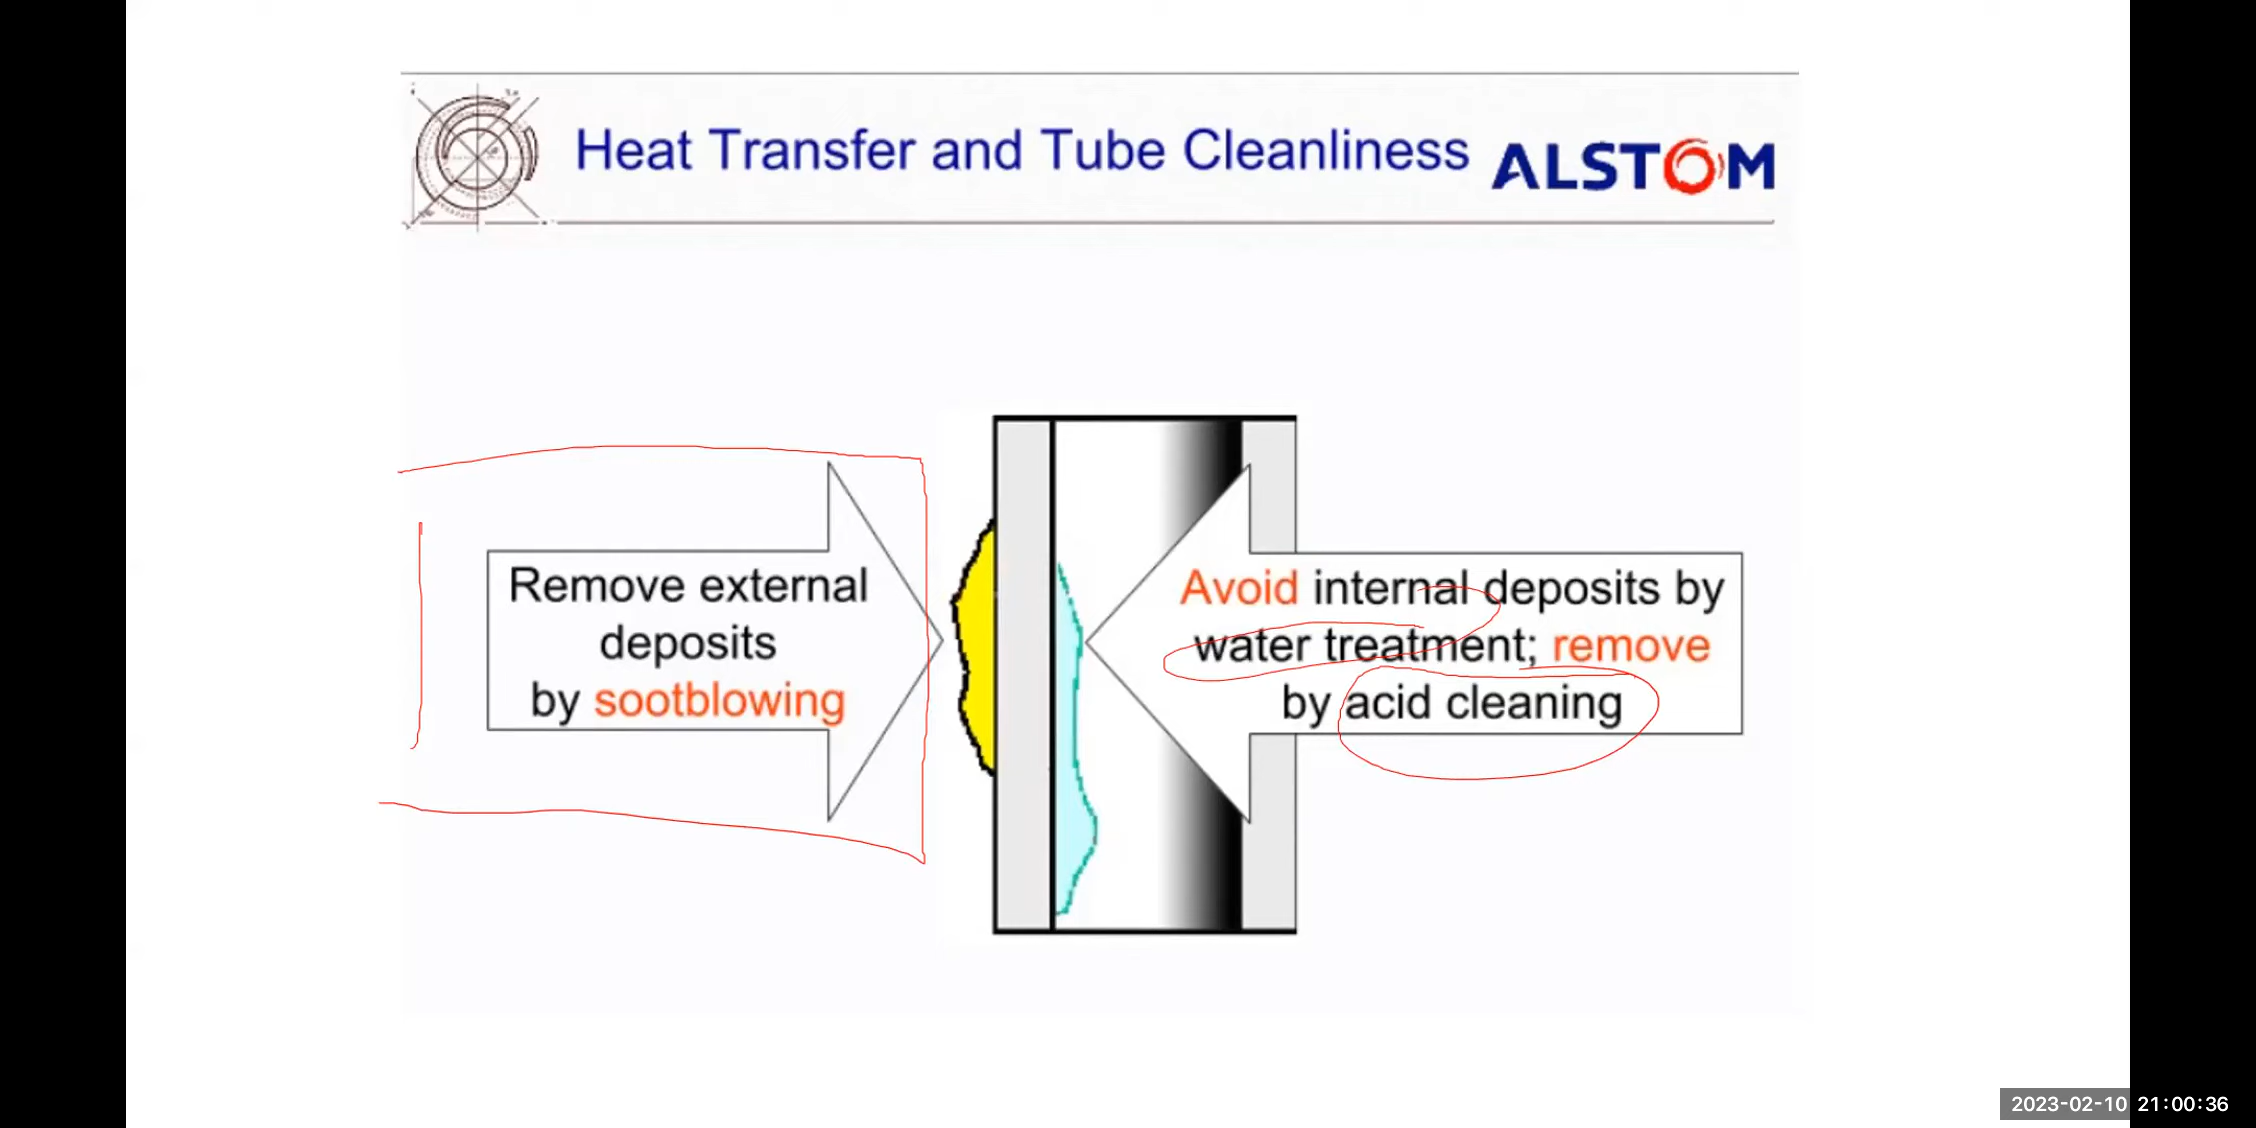 Heat Transfer and Tube Cleanliness
ALSTOM
Remove external
deposits
by sootblowing
Avoid internal deposits by
water treatment; remove
by acid cleaning
2023-02-10 21:00:36